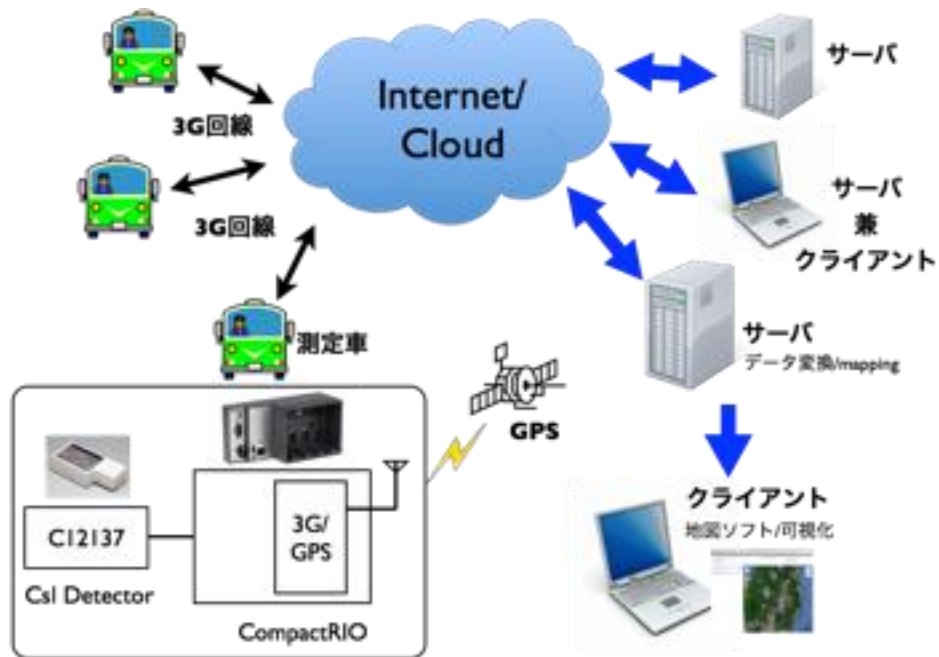 Internet/
Cloud
3G回線
3G回線
測定車
サーバ
サーバ
兼
クライアント
サーバ
データ変換/mapping
GPS
クライアント
地図ソフト/可視化
C12137
CsI Detector
3G/
GPS
CompactRIO